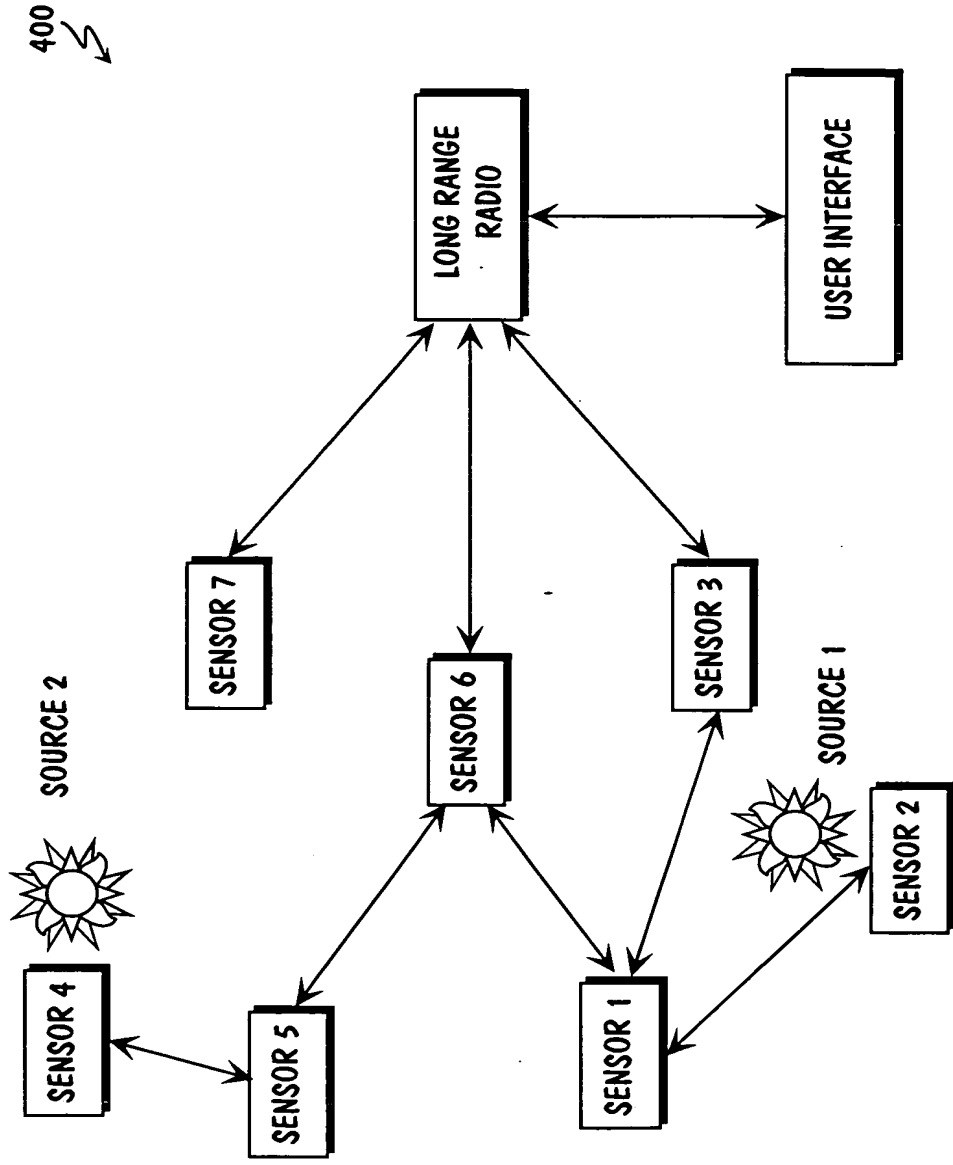 400
SOURCE 2
SENSOR 4
SENSOR 5
SENSOR 7
SENSOR 6
LONG RANGE
RADIO
SENSOR 1
SENSOR 3
SOURCE 1
SENSOR 2
USER INTERFACE